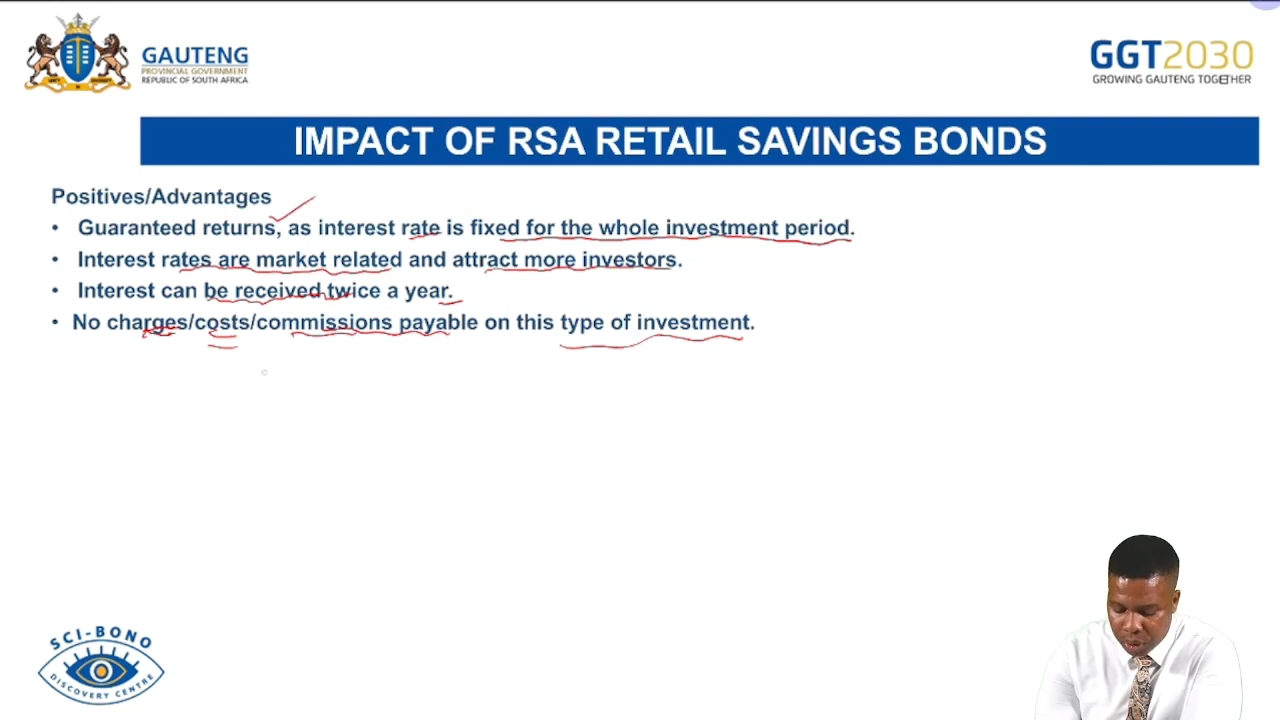 GAUTENG
PROVINCIAL GOVERNMENT
REPUBLIC OF SOUTH AFRICA
GGT2030
GROWING GAUTENG TOGETHER
IMPACT OF RSA RETAIL SAVINGS BONDS
Positives/Advantages
• Guaranteed returns, as interest rate is fixed for the whole investment period.
• Interest rates are market related and attract more investors.
• Interest can be received twice a year.
• No charges/costs/commissions payable on this type of investment.
SCI-BONO
DISCOVERY CENTRE